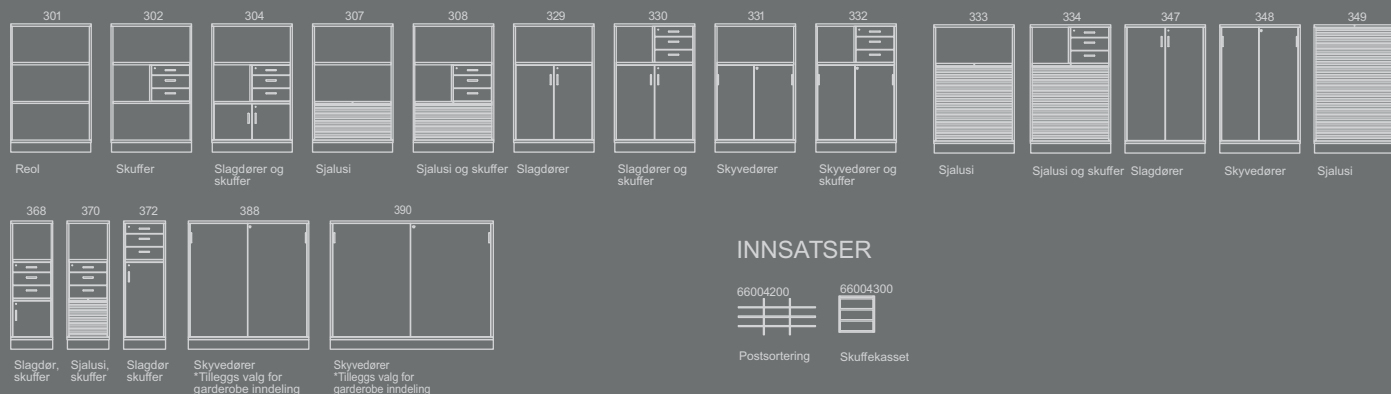 301 302 304 307 308 329 330 331 332 333 334 347 348 349
Reol Skuffer Slagdører og Sjalusi Sjalusi og skuffer Slagdører Slagdører og Skyvedører Skyvedører og Sjalusi Sjalusi og skuffer Slagdører Skyvedører Sjalusi
skuffer skuffer skuffer
368 370 372 388 390
INNSATSER
66004200 66004300
Postsortering Skuffekasset
Slagdør, Sjalusi, Slagdør Skyvedører Skyvedører
skuffer skuffer skuffer *Tilleggs valg for *Tilleggs valg for
garderobe inndeling garderobe inndeling